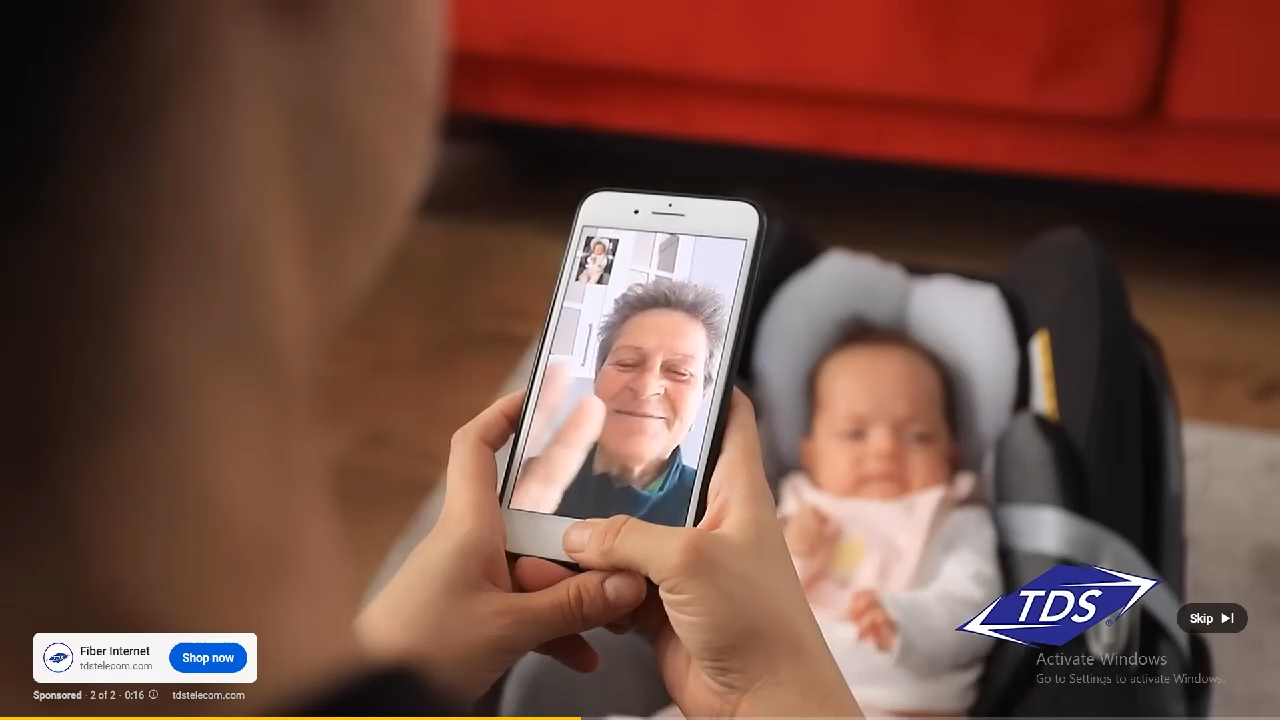 TDS
Skip
Fiber Internet
tdstelecom.com
Shop now
Activate Windows
Go to Settings to activate Windows.
Sponsored · 2 of 2 · 0:16
tdstelecom.com